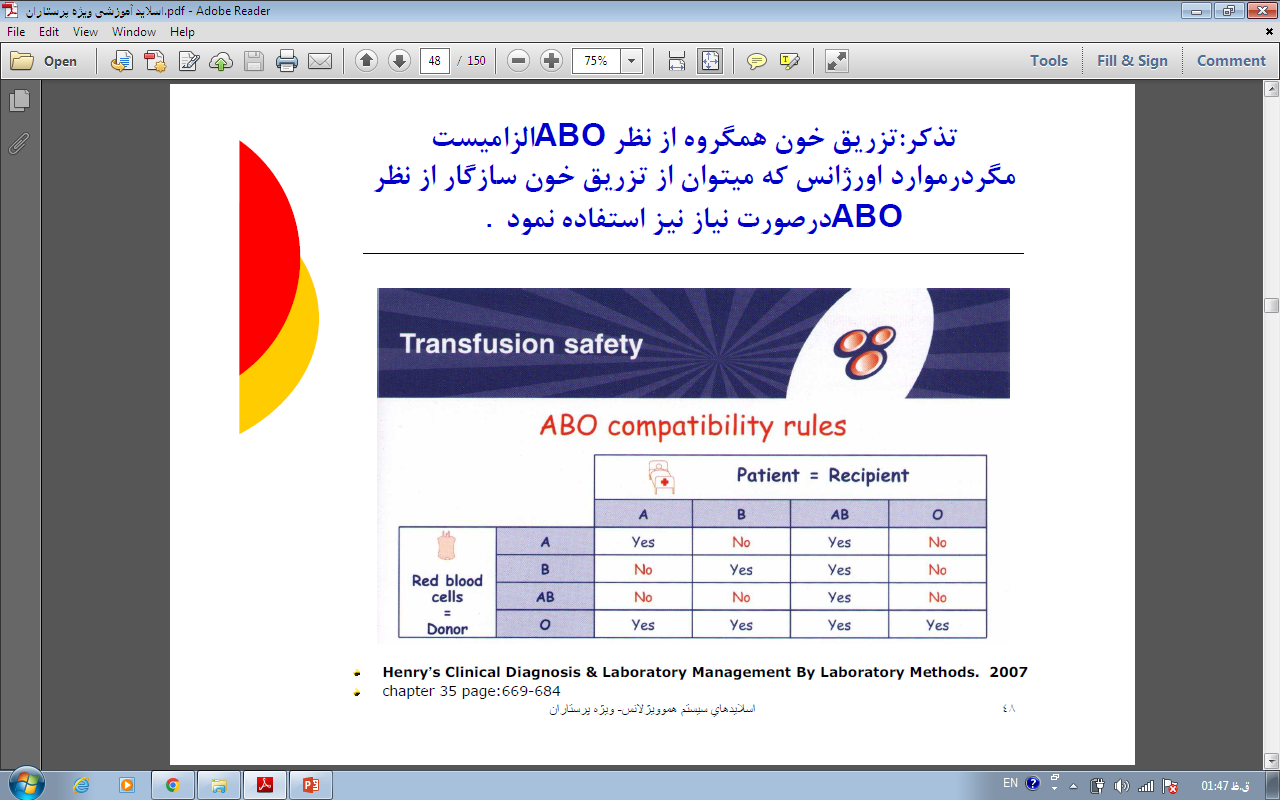 اسلاید آموزشی ویژه پرستاران.pdf - Adobe Reader
File Edit View Window Help
Open 48 / 150 75% Tools Fill & Sign Comment
تذکر:تزریق خون همگروه از نظر ABOالزامیست
مگردرموارد اورژانس که میتوان از تزریق خون سازگار از نظر
ABOدرصورت نیاز نیز استفاده نمود .
Transfusion safety
ABO compatibility rules
Patient = Recipient
A B AB O
A Yes No Yes No
B No Yes Yes No
AB No No Yes No
O Yes Yes Yes Yes
Red blood
cells
=
Donor
Henry's Clinical Diagnosis & Laboratory Management By Laboratory Methods. 2007
chapter 35 page:669-684
اسلایدهاي سیستم هموویژلانس- ویژه پرستاران ٤٨
EN 01:47 ق.ظ